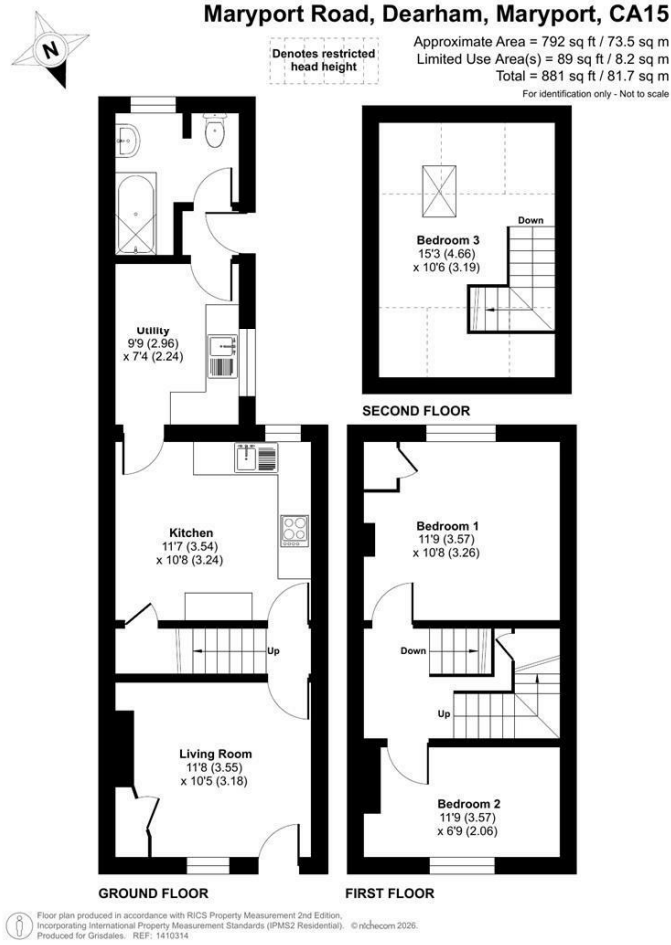 Maryport Road, Dearham, Maryport, CA15
Approximate Area = 792 sq ft / 73.5 sq m
Limited Use Area(s) = 89 sq ft / 8.2 sq m
Total = 881 sq ft / 81.7 sq m
For identification only - Not to scale
N
Denotes restricted
head height
Utility
9'9 (2.96)
x 7'4 (2.24)
Kitchen
11'7 (3.54)
x 10'8 (3.24)
Up
Living Room
11'8 (3.55)
x 10'5 (3.18)
GROUND FLOOR
Down
Bedroom 3
15'3 (4.66)
x 10'6 (3.19)
SECOND FLOOR
Bedroom 1
11'9 (3.57)
x 10'8 (3.26)
Down
Up
Bedroom 2
11'9 (3.57)
x 6'9 (2.06)
FIRST FLOOR
Floor plan produced in accordance with RICS Property Measurement 2nd Edition,
Incorporating International Property Measurement Standards (IPMS2 Residential). © nichecom 2026.
Produced for Grisdales. REF: 1410314